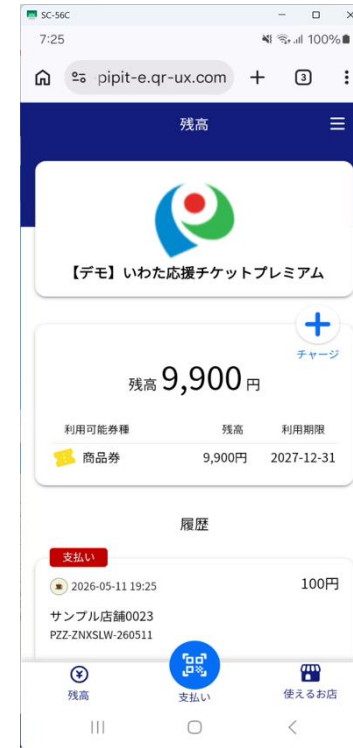 SC-56C
7:25
100%
pipit-e.qr-ux.com
3
残高
【デモ】いわた応援チケットプレミアム
チャージ
残高 9,900 円
利用可能券種 残高 利用期限
商品券 9,900円 2027-12-31
履歴
支払い
2026-05-11 19:25 100円
サンプル店舗0023
PZZ-ZNXSLW-260511
残高 支払い 使えるお店